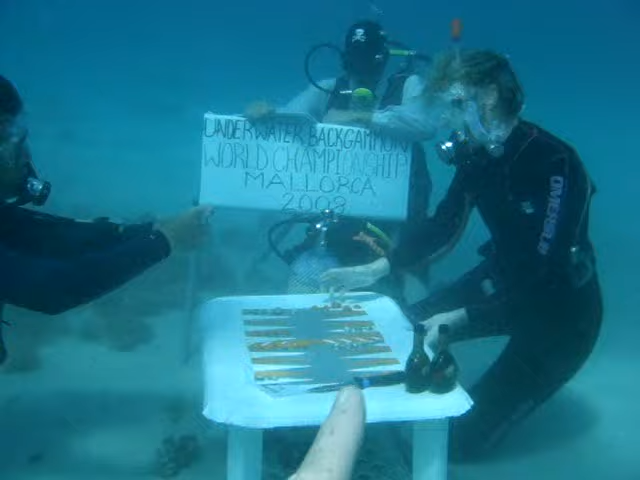 UNDERWATER BACKGAMMON
WORLD CHAMPIONSHIP
MALLORCA
2008